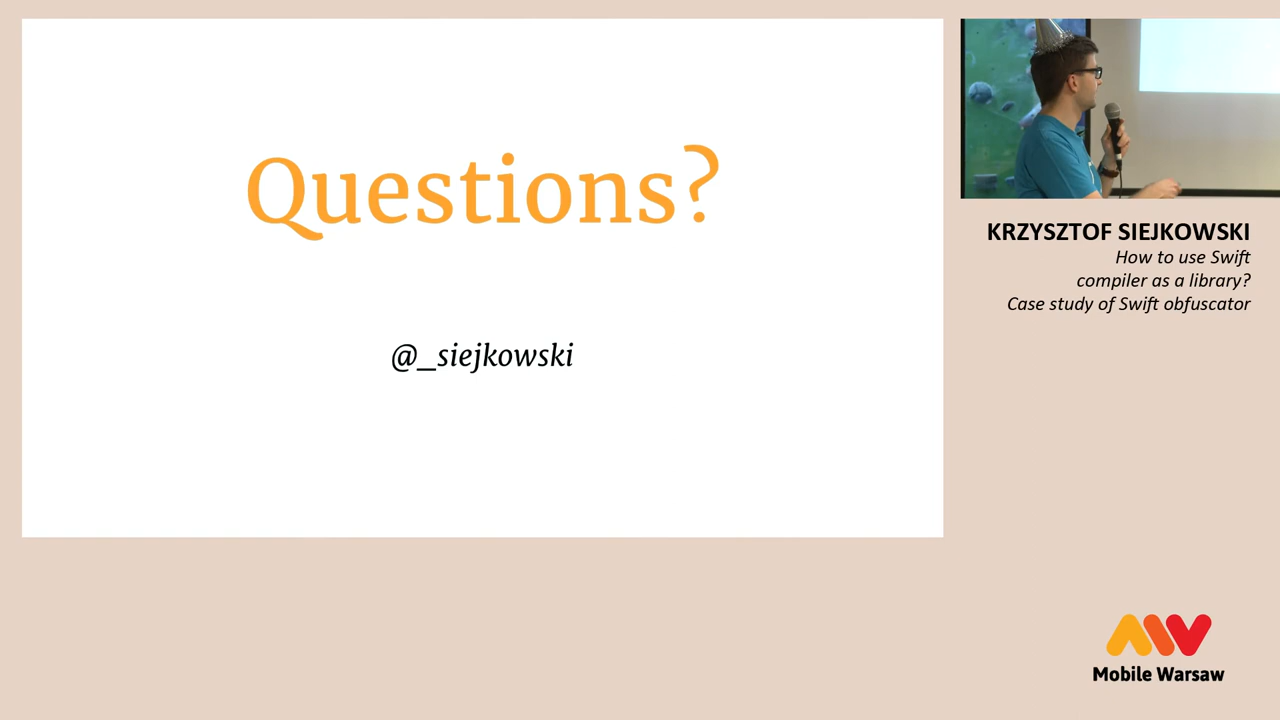 Questions?
@_siejkowski
KRZYSZTOF SIEJKOWSKI
How to use Swift
compiler as a library?
Case study of Swift obfuscator
Mobile Warsaw